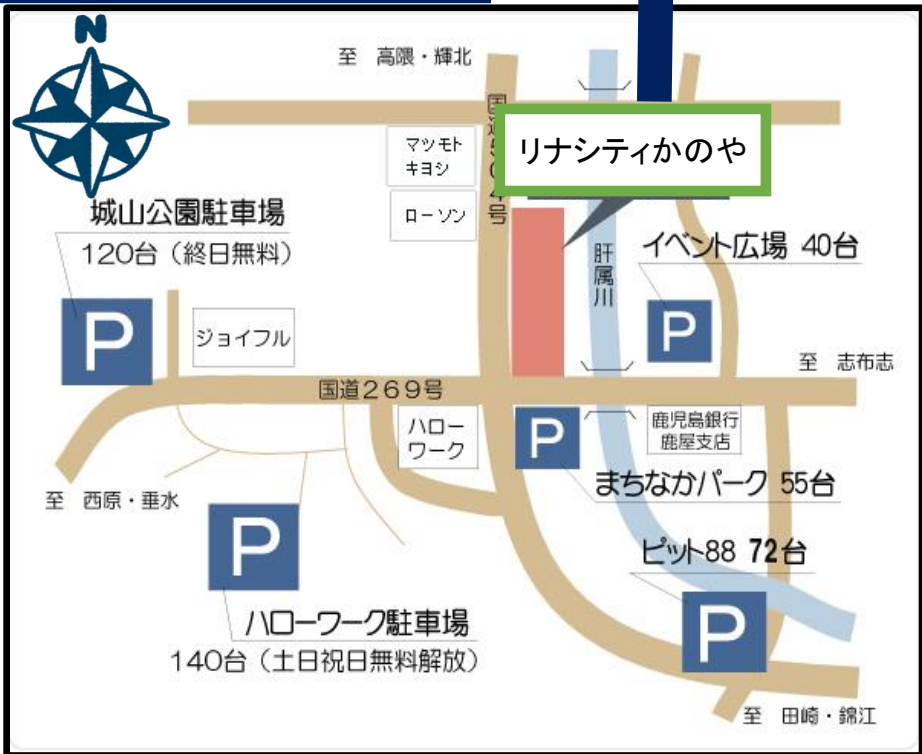 N
至 高隈・輝北
国道504号
マツモト
キヨシ
リナシティかのや
ローソン
城山公園駐車場
120台（終日無料）
肝属川
イベント広場 40台
P
P
ジョイフル
至 志布志
国道269号
ハロー
ワーク
P
鹿児島銀行
鹿屋支店
まちなかパーク 55台
至 西原・垂水
P
ピット88 72台
P
ハローワーク駐車場
140台（土日祝日無料解放）
至 田崎・錦江